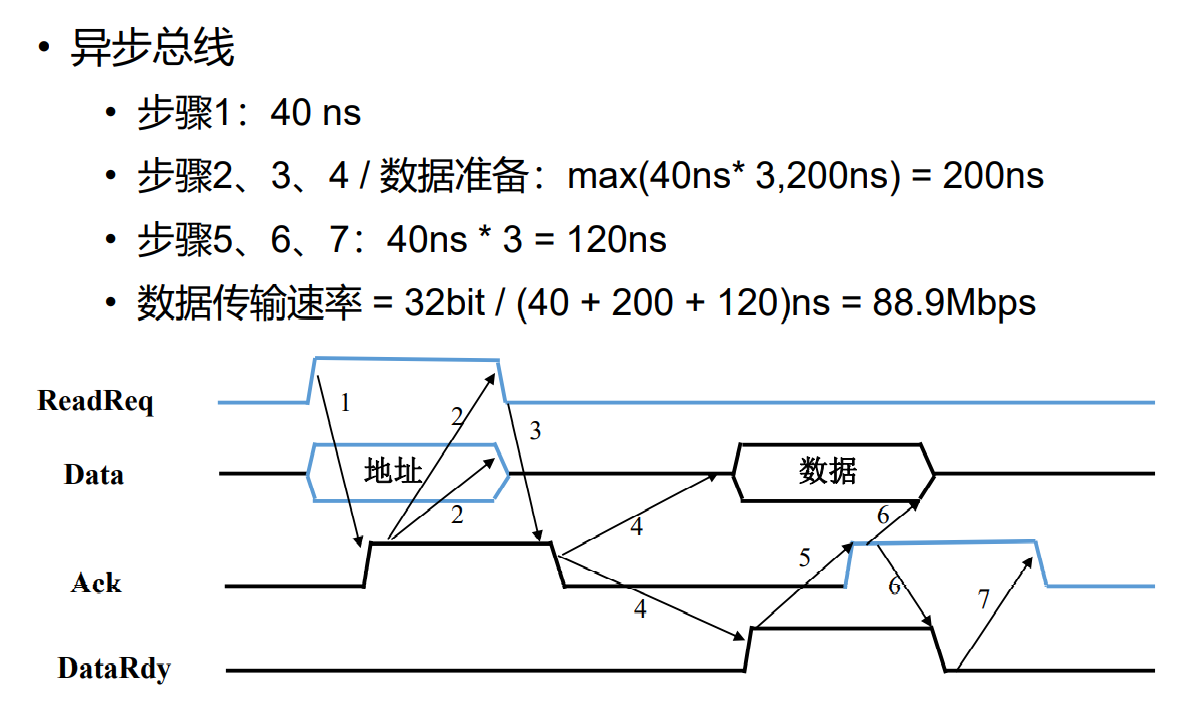 • 异步总线
• 步骤1：40 ns
• 步骤2、3、4 / 数据准备：max(40ns* 3,200ns) = 200ns
• 步骤5、6、7：40ns * 3 = 120ns
• 数据传输速率 = 32bit / (40 + 200 + 120)ns = 88.9Mbps
ReadReq
1
2
3
Data
地址
数据
2
4
6
Ack
5
4
6
7
DataRdy